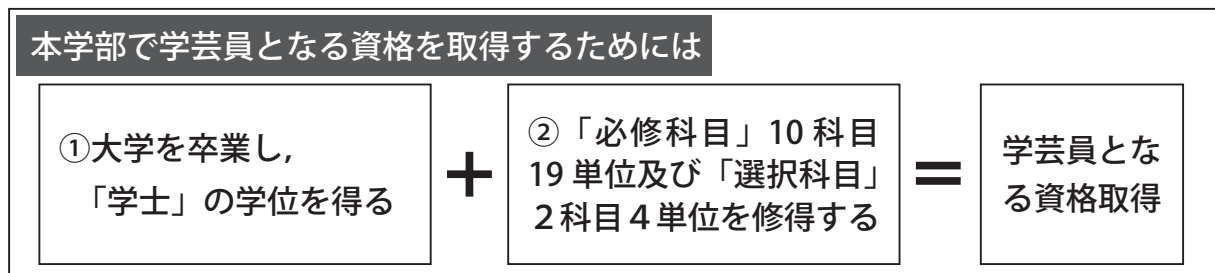 本学部で学芸員となる資格を取得するためには
①大学を卒業し,
「学士」の学位を得る
+
②「必修科目」10 科目
19 単位及び「選択科目」
2科目4単位を修得する
=
学芸員とな
る資格取得